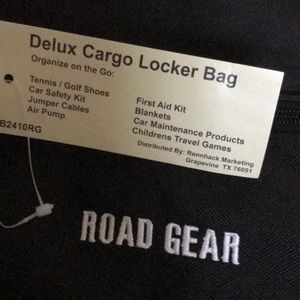 Delux Cargo Locker Bag
Organize on the Go:
Tennis / Golf Shoes
Car Safety Kit
Jumper Cables
Air Pump
First Aid Kit
Blankets
Car Maintenance Products
Childrens Travel Games
B2410RG
Distributed By: Rennhack Marketing
Grapevine TX 76051
ROAD GEAR